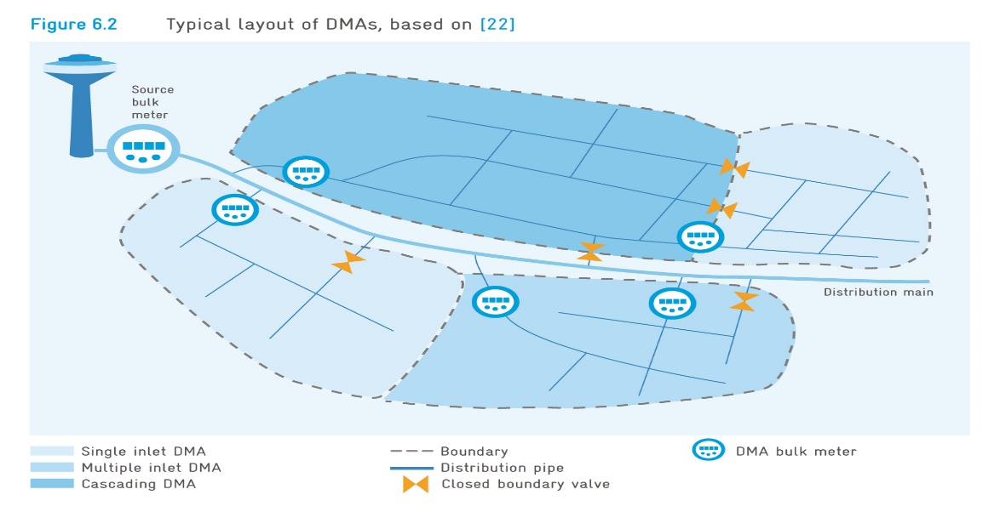 Figure 6.2 Typical layout of DMAs, based on [22]
Source
bulk
meter
Distribution main
Single inlet DMA
Multiple inlet DMA
Cascading DMA
Boundary
Distribution pipe
Closed boundary valve
DMA bulk meter